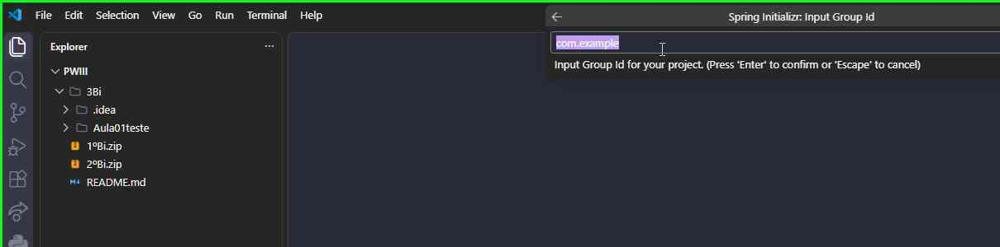 File Edit Selection View Go Run Terminal Help
Spring Initializr: Input Group Id
com.example
Input Group Id for your project. (Press 'Enter' to confirm or 'Escape' to cancel)
Explorer
PWIII
3Bi
.idea
Aula01teste
1ºBi.zip
2ºBi.zip
README.md